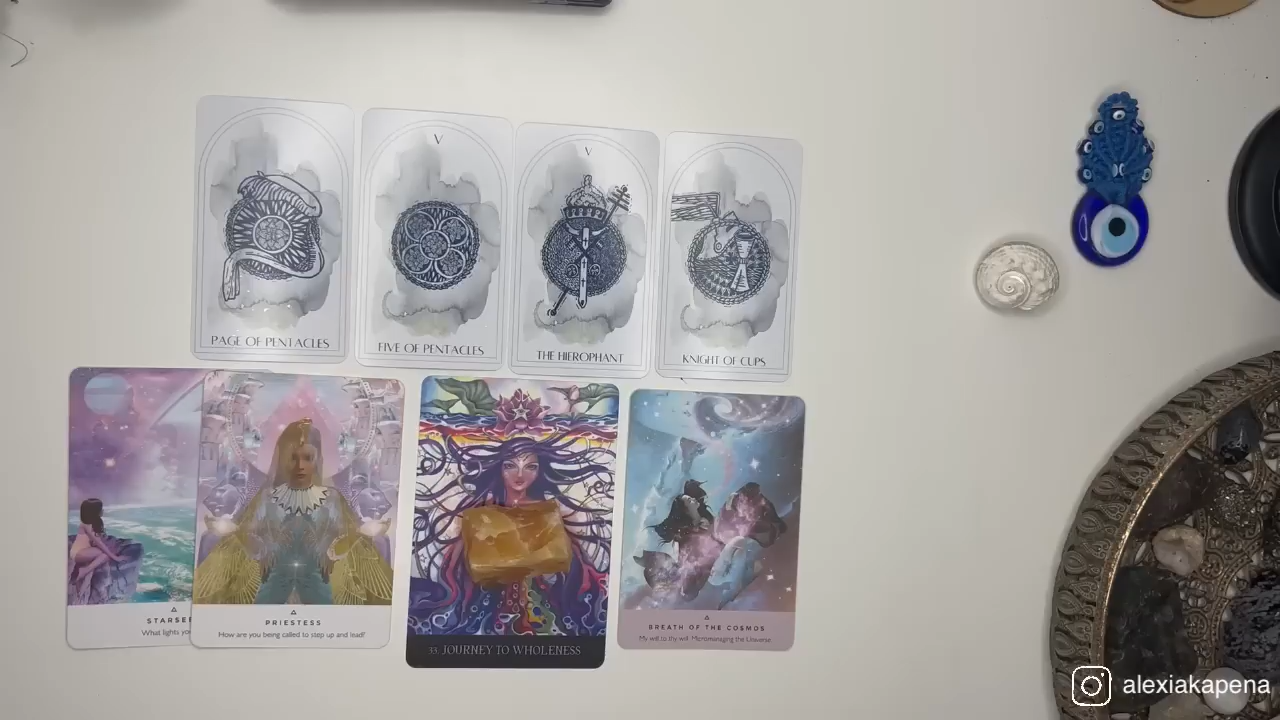 V
V
PAGE OF PENTACLES
FIVE OF PENTACLES
THE HIEROPHANT
KNIGHT OF CUPS
STARSE
What lights yo
PRIESTESS
How are you being called to step up and lead?
33 JOURNEY TO WHOLENESS
BREATH OF THE COSMOS
My will to thy will. Micromanaging the Universe.
alexiakapena